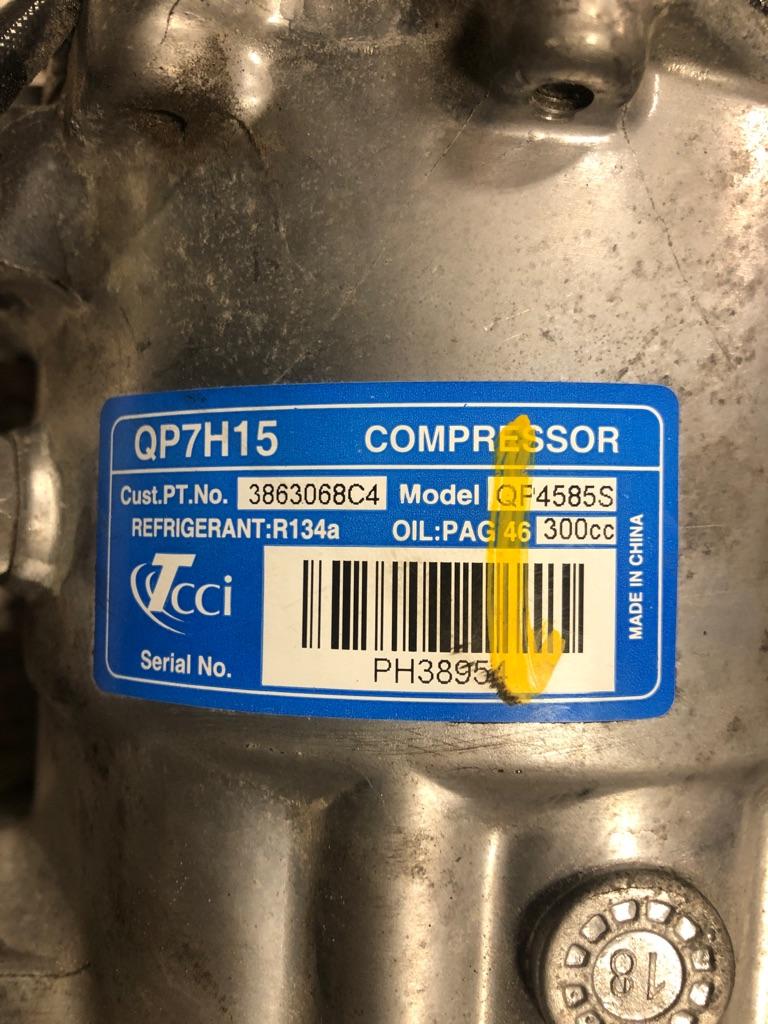 QP7H15 COMPRESSOR
Cust.PT.No. 3863068C4 Model QP4585S
REFRIGERANT:R134a OIL:PAG 46 300cc
Tcci
MADE IN CHINA
Serial No.
18